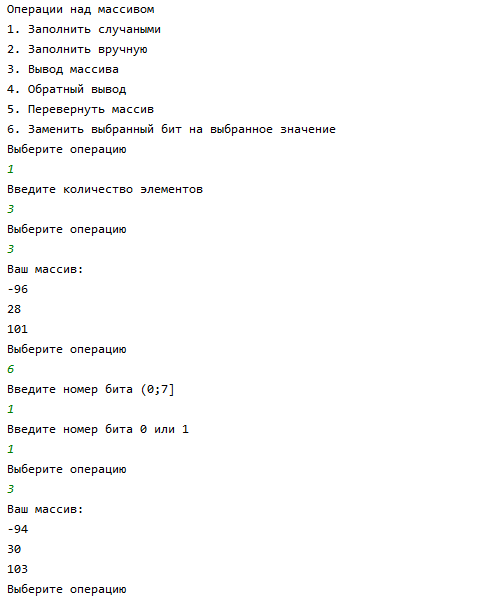 Операции над массивом
1. Заполнить случаными
2. Заполнить вручную
3. Вывод массива
4. Обратный вывод
5. Перевернуть массив
6. Заменить выбранный бит на выбранное значение
Выберите операцию
1
Введите количество элементов
3
Выберите операцию
3
Ваш массив:
-96
28
101
Выберите операцию
6
Введите номер бита (0;7]
1
Введите номер бита 0 или 1
1
Выберите операцию
3
Ваш массив:
-94
30
103
Выберите операцию